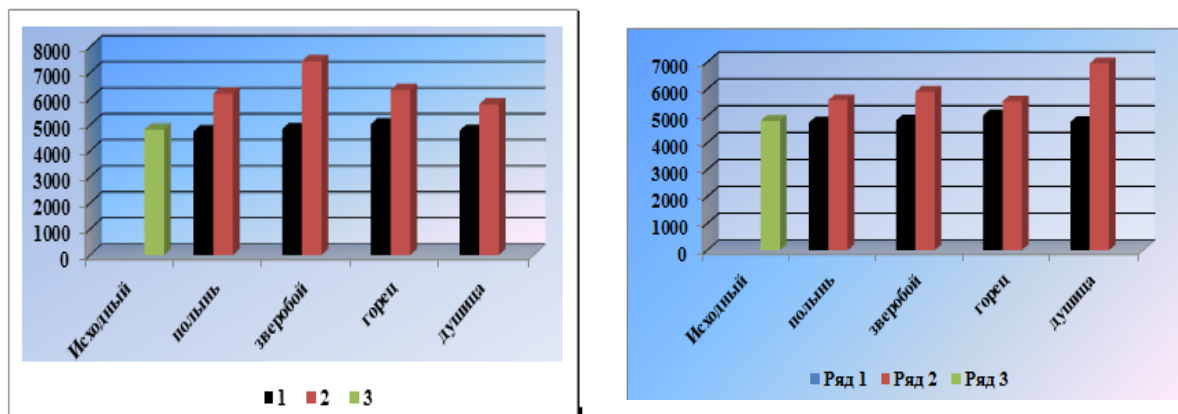 8000
7000
6000
5000
4000
3000
2000
1000
0
Исходный
полынь
зверобой
горец
душица
1 2 3
7000
6000
5000
4000
3000
2000
1000
0
Исходный
полынь
зверобой
горец
душица
Ряд 1 Ряд 2 Ряд 3